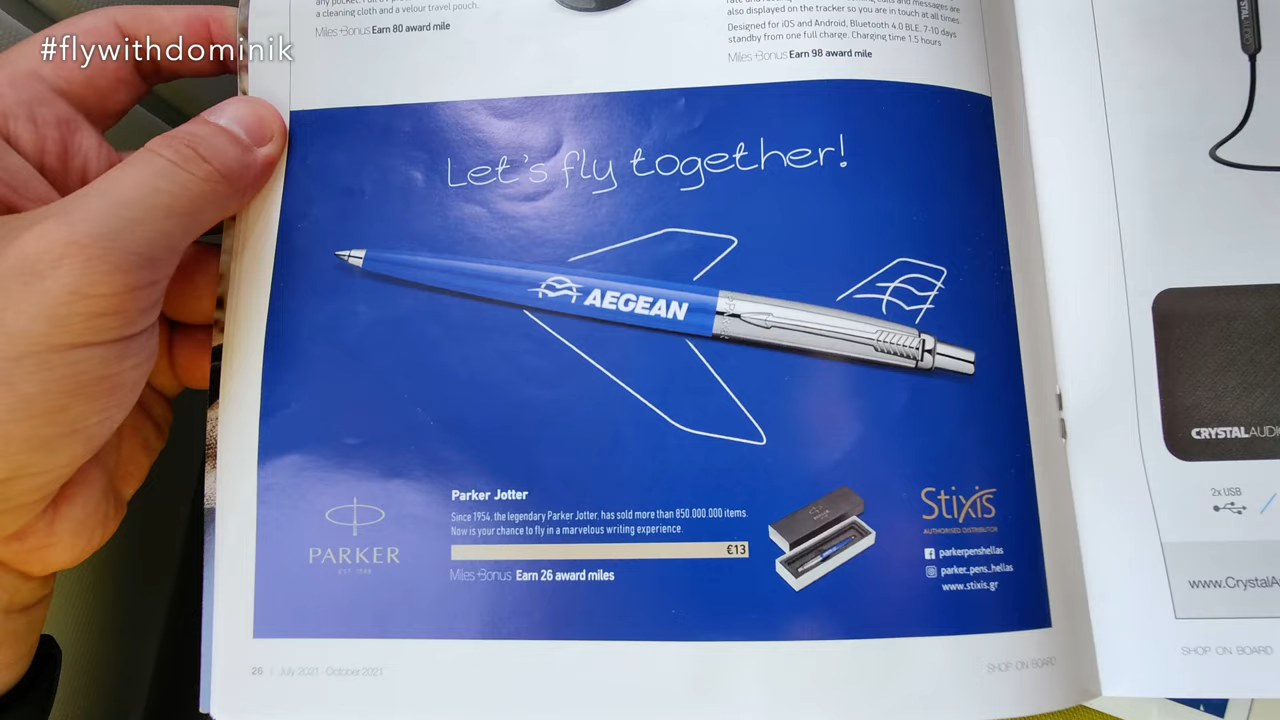 #flywithdominik
a cleaning cloth and a velour travel pouch.
Miles+Bonus Earn 80 award mile
also displayed on the tracker so you are in touch at all times.
Designed for iOS and Android, Bluetooth 4.0 BLE. 7-10 days
standby from one full charge. Charging time 1.5 hours
Miles+Bonus Earn 98 award mile
Let's fly together!
AEGEAN
PARKER
Parker Jotter
Since 1954, the legendary Parker Jotter, has sold more than 850.000.000 items.
Now is your chance to fly in a marvelous writing experience.
€13
Miles+Bonus Earn 26 award miles
PARKER
Stixis
AUTHORISED DISTRIBUTOR
parkerpenshellas
parker_pens_hellas
www.stixis.gr
26 | July 2021 - October 2021
SHOP ON BOARD
CRYSTAL AUDIO
CRYSTALAUDI
2x USB
www.CrystalA
SHOP ON BOARD